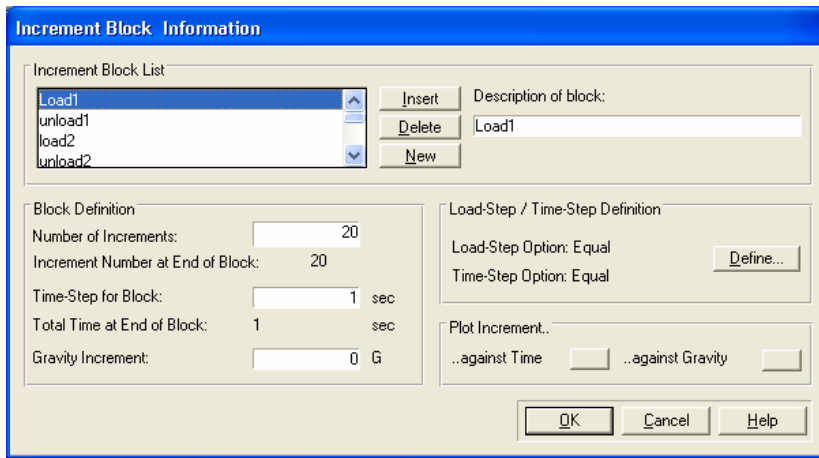 Increment Block Information
Increment Block List
Load1
unload1
load2
unload2
Insert
Delete
New
Description of block:
Load1
Block Definition
Number of Increments: 20
Increment Number at End of Block: 20
Time-Step for Block: 1 sec
Total Time at End of Block: 1 sec
Gravity Increment: 0 G
Load-Step / Time-Step Definition
Load-Step Option: Equal
Time-Step Option: Equal
Define...
Plot Increment..
..against Time ..against Gravity
OK Cancel Help